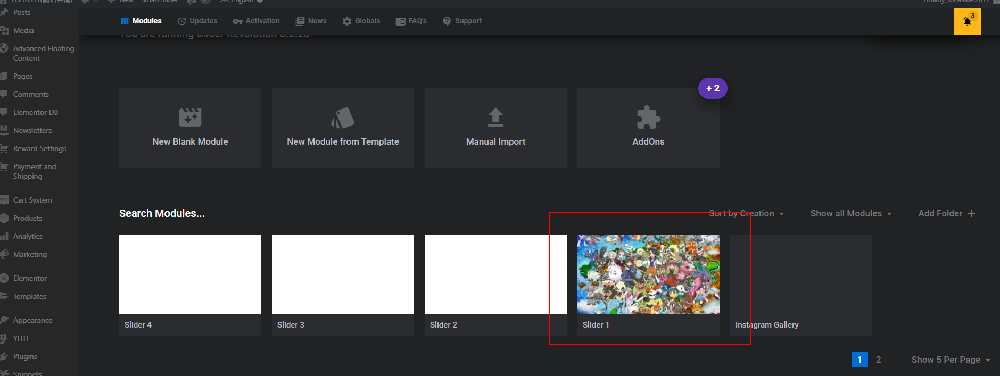 New
Smart Slider
2
English
Howdy, lohaslife2017
Posts
Media
Advanced Floating
Content
Pages
Comments
Elementor DB
Newsletters
Reward Settings
Payment and
Shipping
Cart System
Products
Analytics
Marketing
Elementor
Templates
Appearance
YITH
Plugins
Snippets
Modules
Updates
Activation
News
Globals
FAQ's
Support
3
You are running Slider Revolution 6.2.23
+ 2
New Blank Module
New Module from Template
Manual Import
AddOns
Search Modules...
Sort by Creation
Show all Modules
Add Folder
Slider 4
Slider 3
Slider 2
Slider 1
Instagram Gallery
1
2
Show 5 Per Page